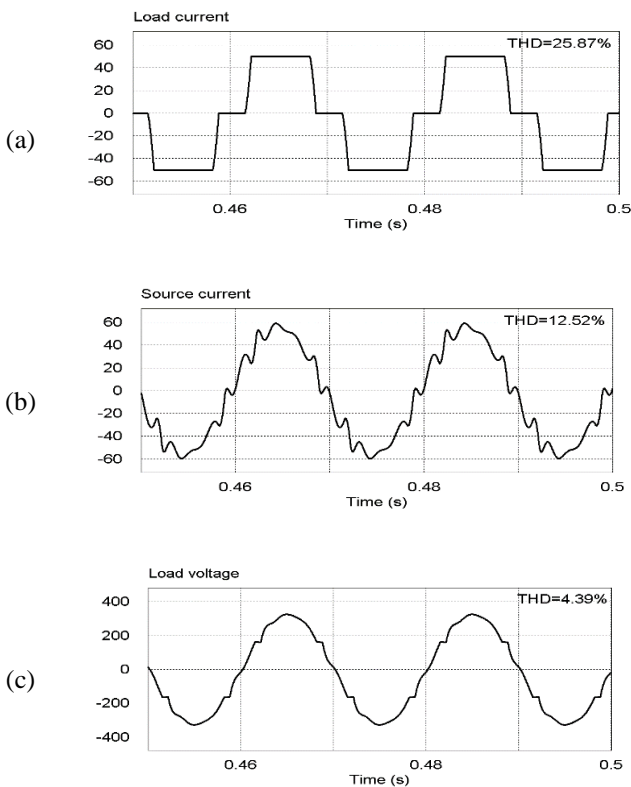 Load current
THD=25.87%
60
40
20
0
-20
-40
-60
(a)
0.46
0.48
0.5
Time (s)
Source current
THD=12.52%
60
40
20
0
-20
-40
-60
(b)
0.46
0.48
0.5
Time (s)
Load voltage
THD=4.39%
400
200
0
-200
-400
(c)
0.46
0.48
0.5
Time (s)